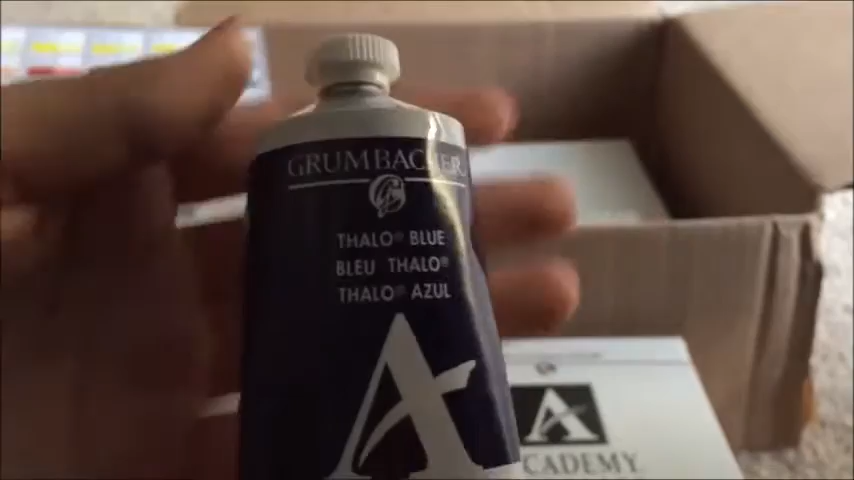 GRUMBACHER
THALO® BLUE
BLEU THALO®
THALO® AZUL
ACADEMY